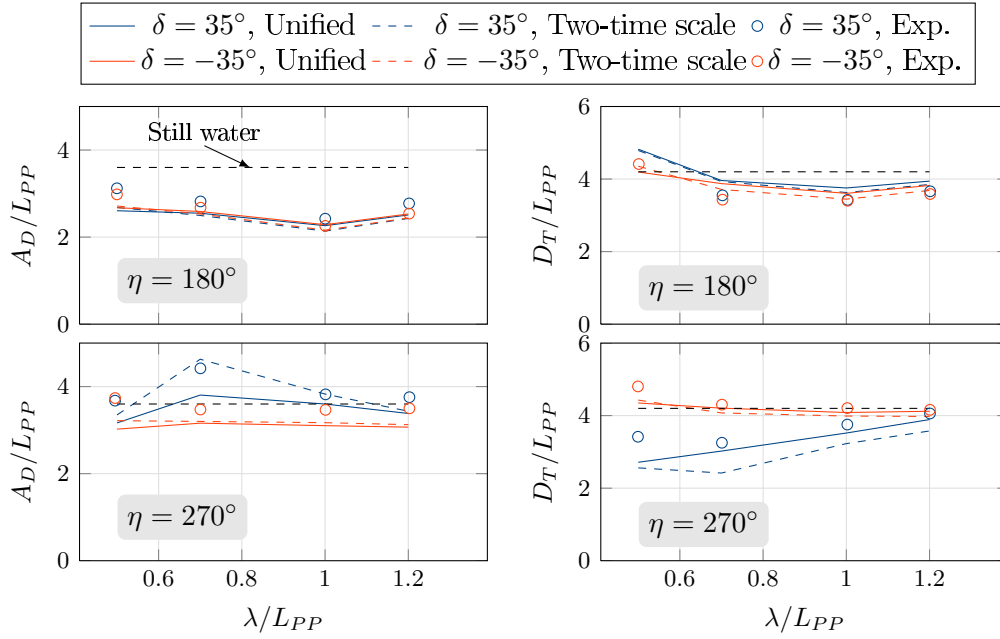 δ = 35°, Unified δ = 35°, Two-time scale δ = 35°, Exp.
δ = −35°, Unified δ = −35°, Two-time scale δ = −35°, Exp.
Still water
4
2
0
A_D/L_PP
η = 180°
6
4
2
0
D_T/L_PP
η = 180°
4
2
0
A_D/L_PP
η = 270°
0.6 0.8 1 1.2
λ/L_PP
6
4
2
0
D_T/L_PP
η = 270°
0.6 0.8 1 1.2
λ/L_PP